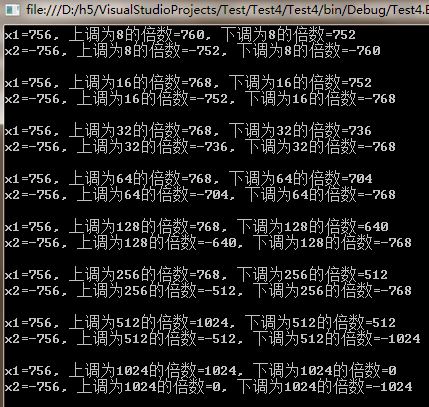 file:///D:/h5/VisualStudioProjects/Test/Test4/Test4/bin/Debug/Test4.E
x1=756, 上调为8的倍数=760, 下调为8的倍数=752
x2=-756, 上调为8的倍数=-752, 下调为8的倍数=-760
x1=756, 上调为16的倍数=768, 下调为16的倍数=752
x2=-756, 上调为16的倍数=-752, 下调为16的倍数=-768
x1=756, 上调为32的倍数=768, 下调为32的倍数=736
x2=-756, 上调为32的倍数=-736, 下调为32的倍数=-768
x1=756, 上调为64的倍数=768, 下调为64的倍数=704
x2=-756, 上调为64的倍数=-704, 下调为64的倍数=-768
x1=756, 上调为128的倍数=768, 下调为128的倍数=640
x2=-756, 上调为128的倍数=-640, 下调为128的倍数=-768
x1=756, 上调为256的倍数=768, 下调为256的倍数=512
x2=-756, 上调为256的倍数=-512, 下调为256的倍数=-768
x1=756, 上调为512的倍数=1024, 下调为512的倍数=512
x2=-756, 上调为512的倍数=-512, 下调为512的倍数=-1024
x1=756, 上调为1024的倍数=1024, 下调为1024的倍数=0
x2=-756, 上调为1024的倍数=0, 下调为1024的倍数=-1024